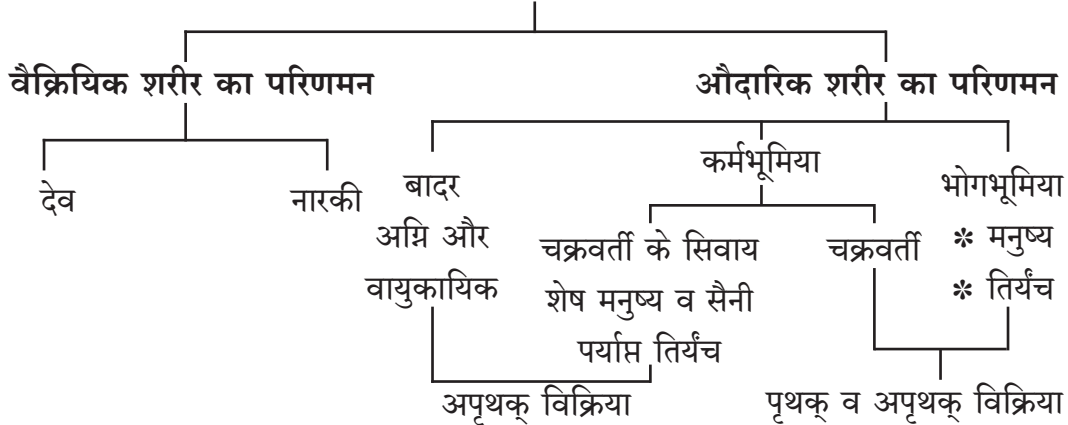 वैक्रियिक शरीर का परिणमन
औदारिक शरीर का परिणमन
देव
नारकी
बादर
अग्नि और
वायुकायिक
कर्मभूमिया
चक्रवर्ती के सिवाय
शेष मनुष्य व सैनी
पर्याप्त तिर्यंच
चक्रवर्ती
भोगभूमिया
* मनुष्य
* तिर्यंच
अपृथक् विक्रिया
पृथक् व अपृथक् विक्रिया